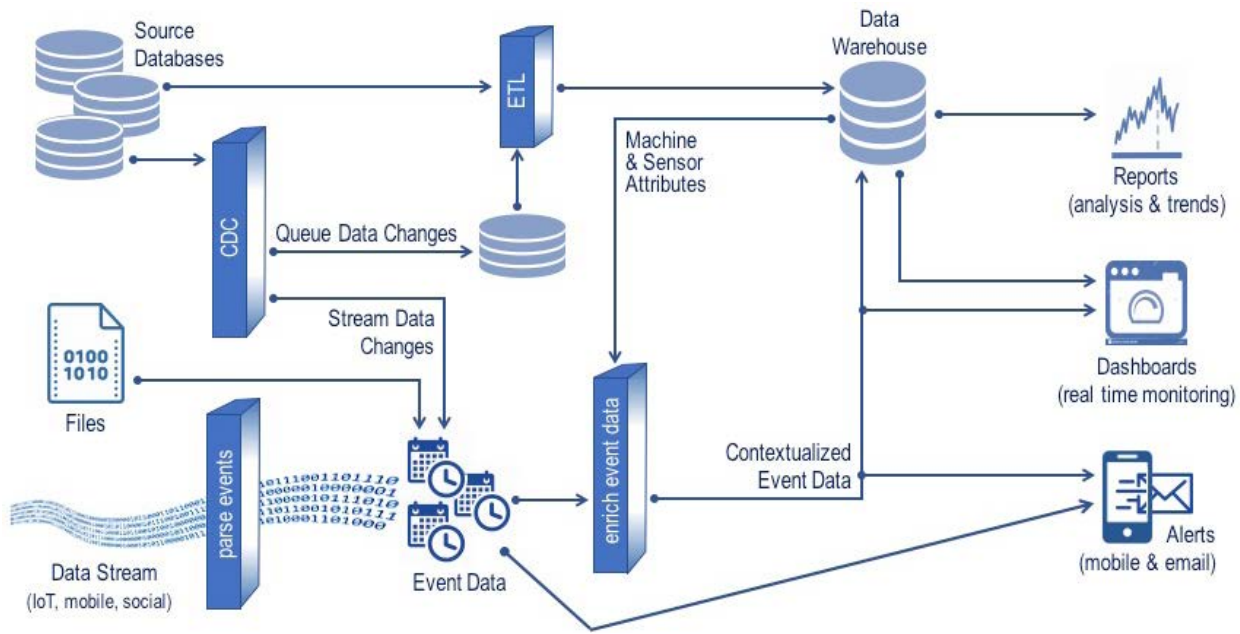 Source
Databases
ETL
Data
Warehouse
Machine
& Sensor
Attributes
Reports
(analysis & trends)
CDC
Queue Data Changes
Stream Data
Changes
Dashboards
(real time monitoring)
0100
1010
Files
parse events
Event Data
enrich event data
Contextualized
Event Data
Alerts
(mobile & email)
Data Stream
(IoT, mobile, social)